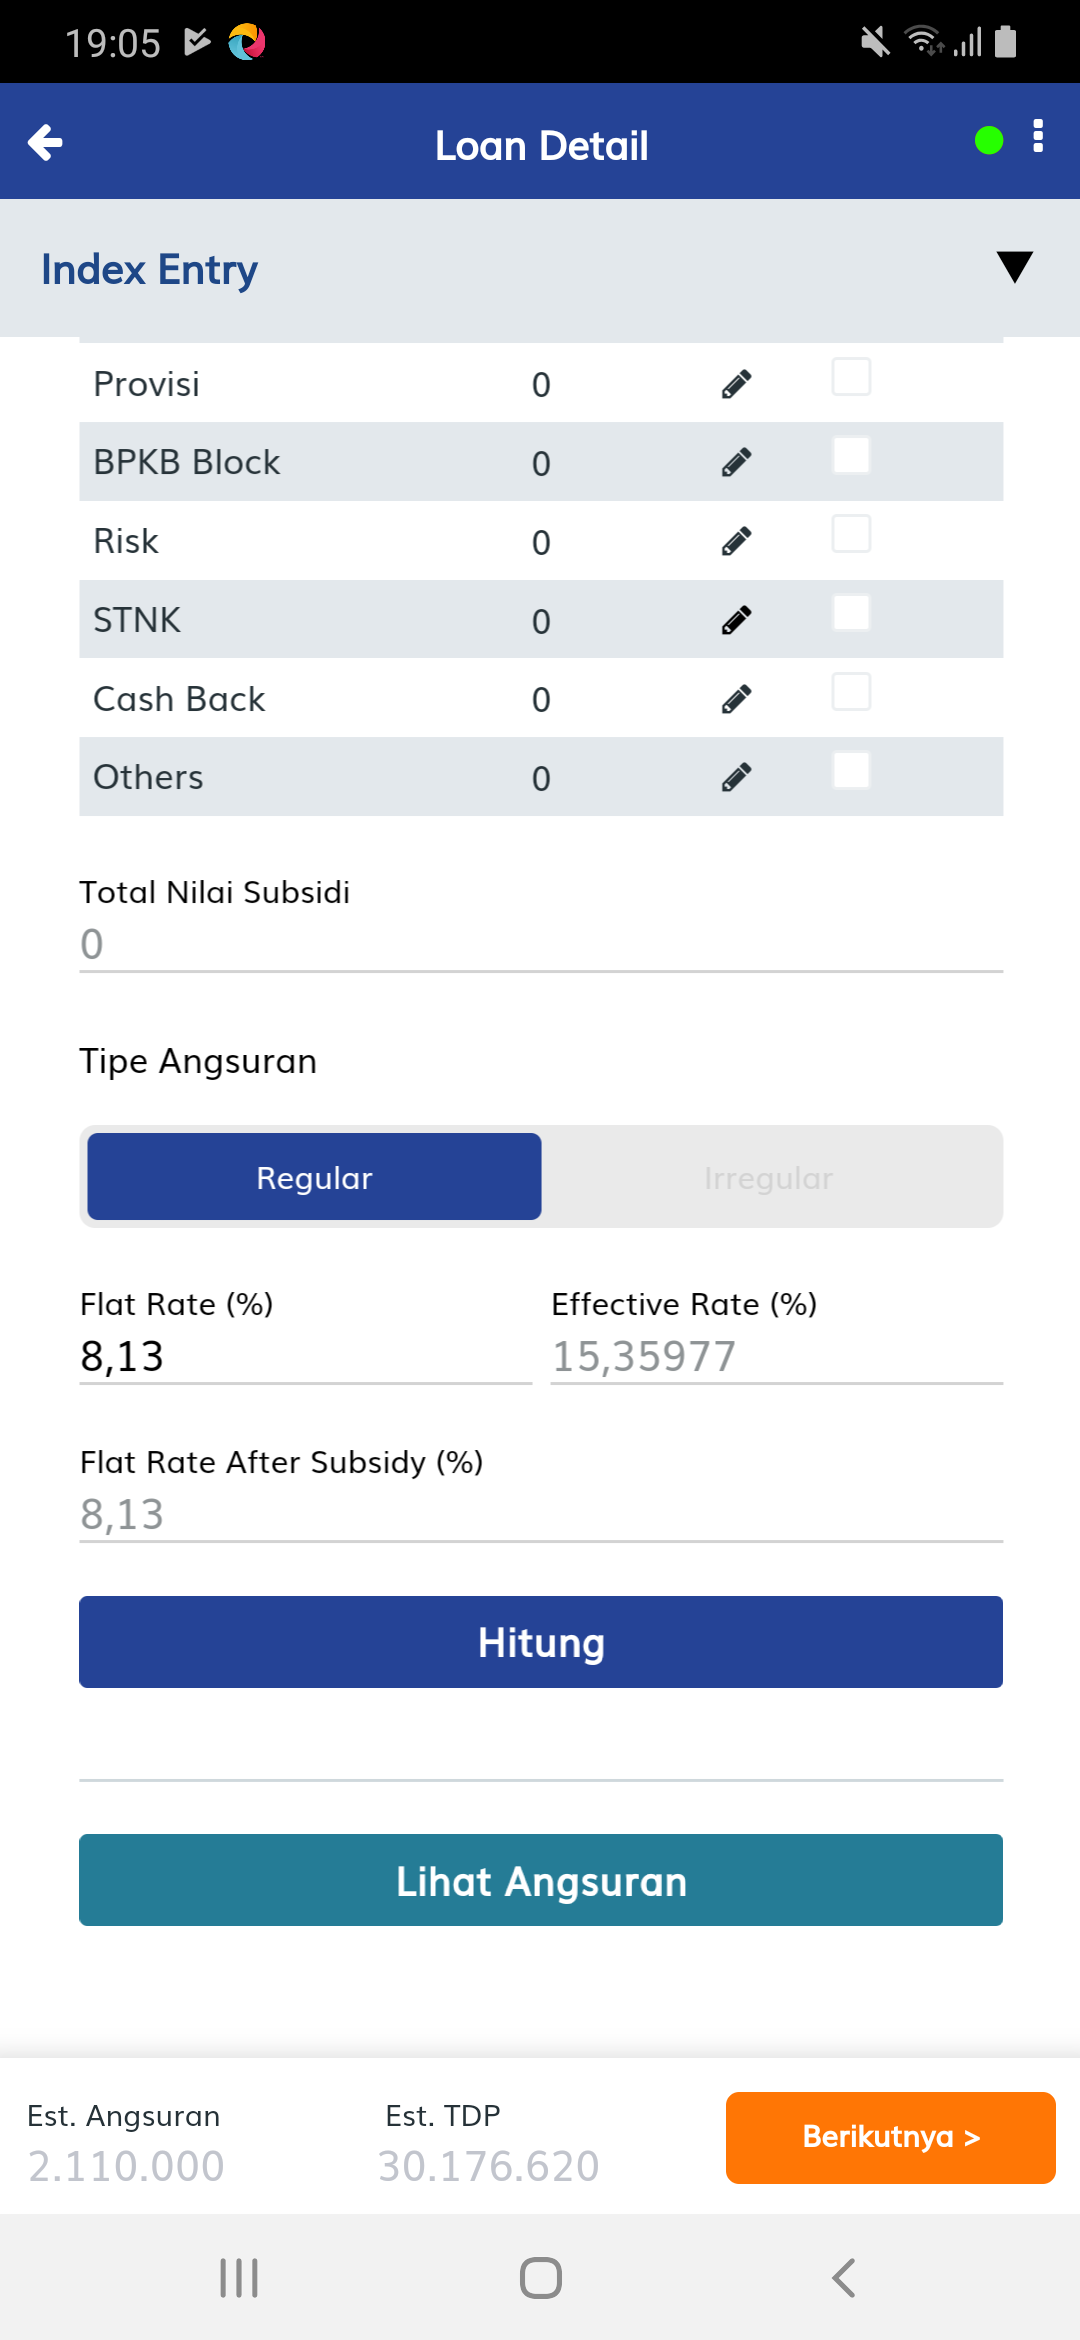 19:05
Loan Detail
Index Entry
Provisi 0
BPKB Block 0
Risk 0
STNK 0
Cash Back 0
Others 0
Total Nilai Subsidi
0
Tipe Angsuran
Regular Irregular
Flat Rate (%) Effective Rate (%)
8,13 15,35977
Flat Rate After Subsidy (%)
8,13
Hitung
Lihat Angsuran
Est. Angsuran Est. TDP
2.110.000 30.176.620
Berikutnya >